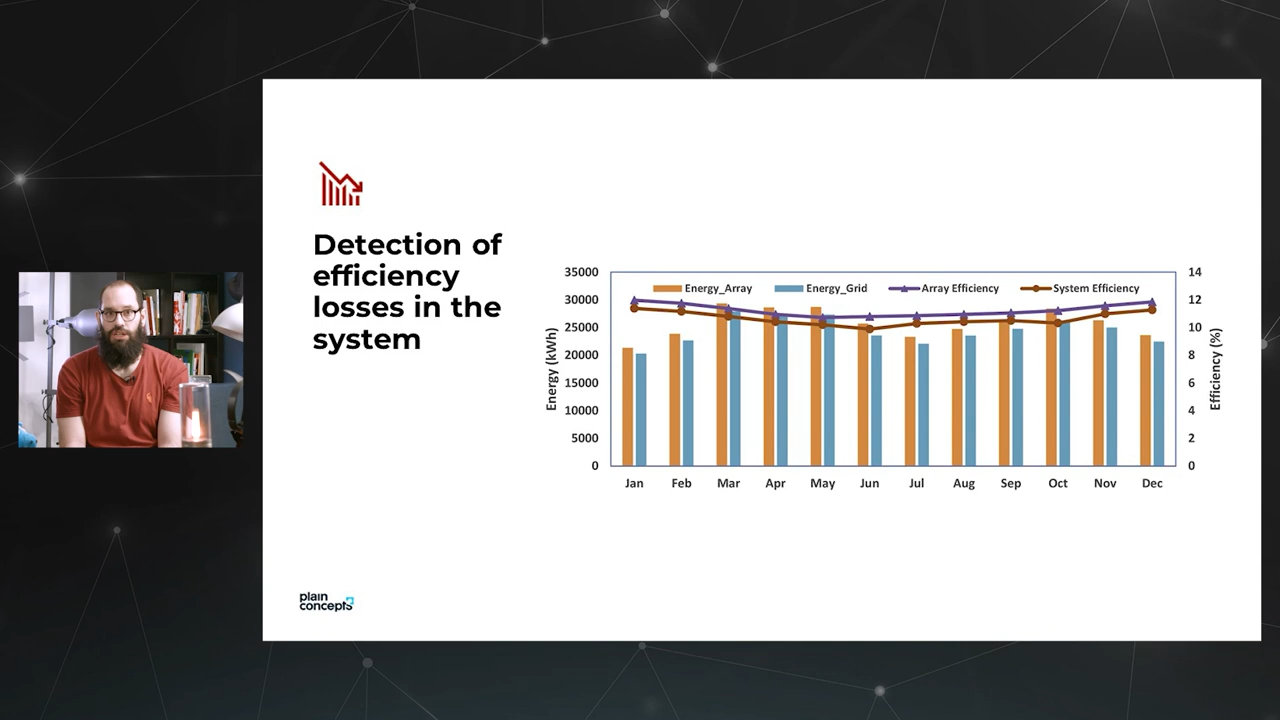 Detection of
efficiency
losses in the
system
35000
30000
25000
20000
15000
10000
5000
0
Energy (kWh)
Energy_Array
Energy_Grid
Array Efficiency
System Efficiency
14
12
10
8
6
4
2
0
Efficiency (%)
Jan Feb Mar Apr May Jun Jul Aug Sep Oct Nov Dec
plain
concepts